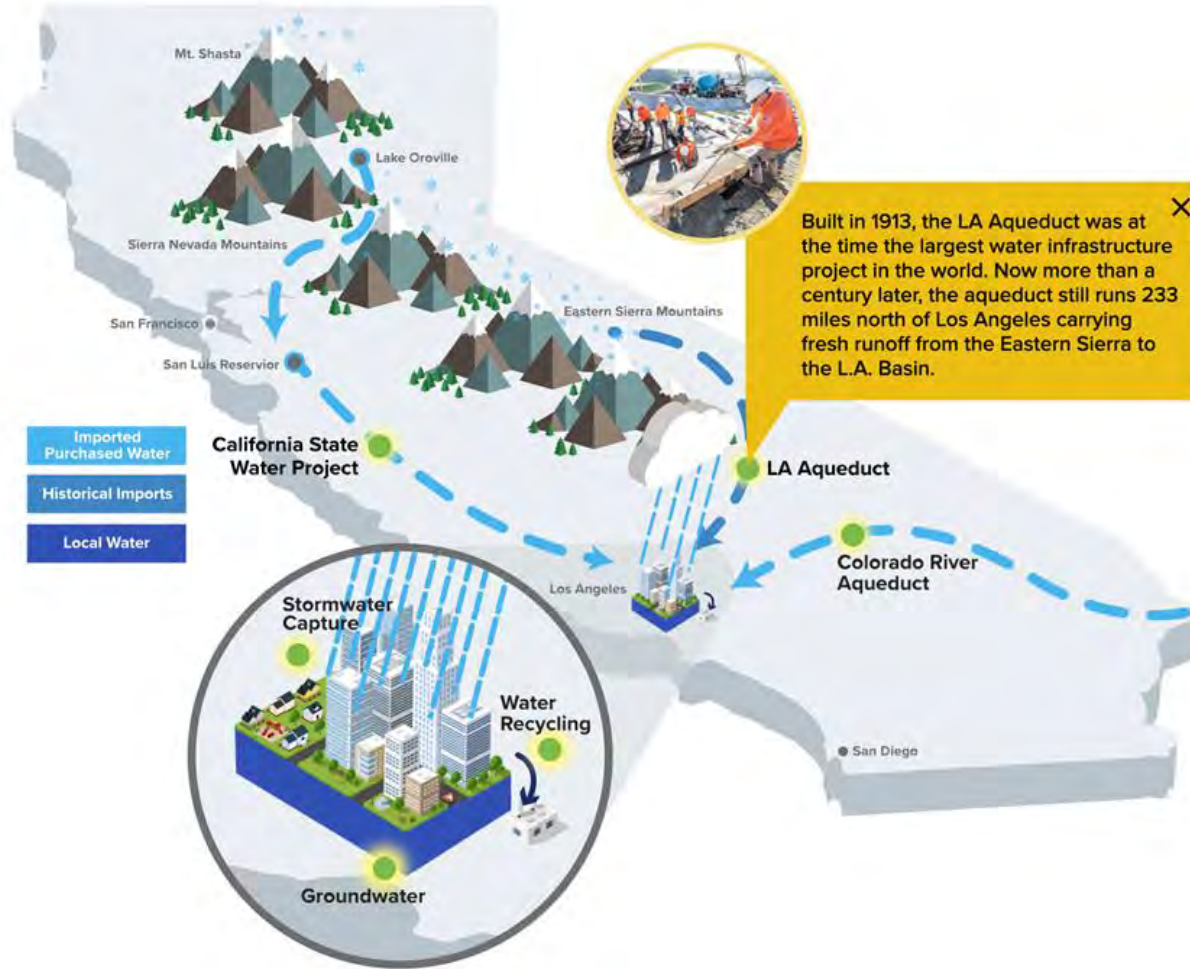 Mt. Shasta
Lake Oroville
Sierra Nevada Mountains
San Francisco
San Luis Reservior
Eastern Sierra Mountains
Built in 1913, the LA Aqueduct was at
the time the largest water infrastructure
project in the world. Now more than a
century later, the aqueduct still runs 233
miles north of Los Angeles carrying
fresh runoff from the Eastern Sierra to
the L.A. Basin.
Imported
Purchased Water
Historical Imports
Local Water
California State
Water Project
LA Aqueduct
Colorado River
Aqueduct
Los Angeles
Stormwater
Capture
Water
Recycling
Groundwater
San Diego